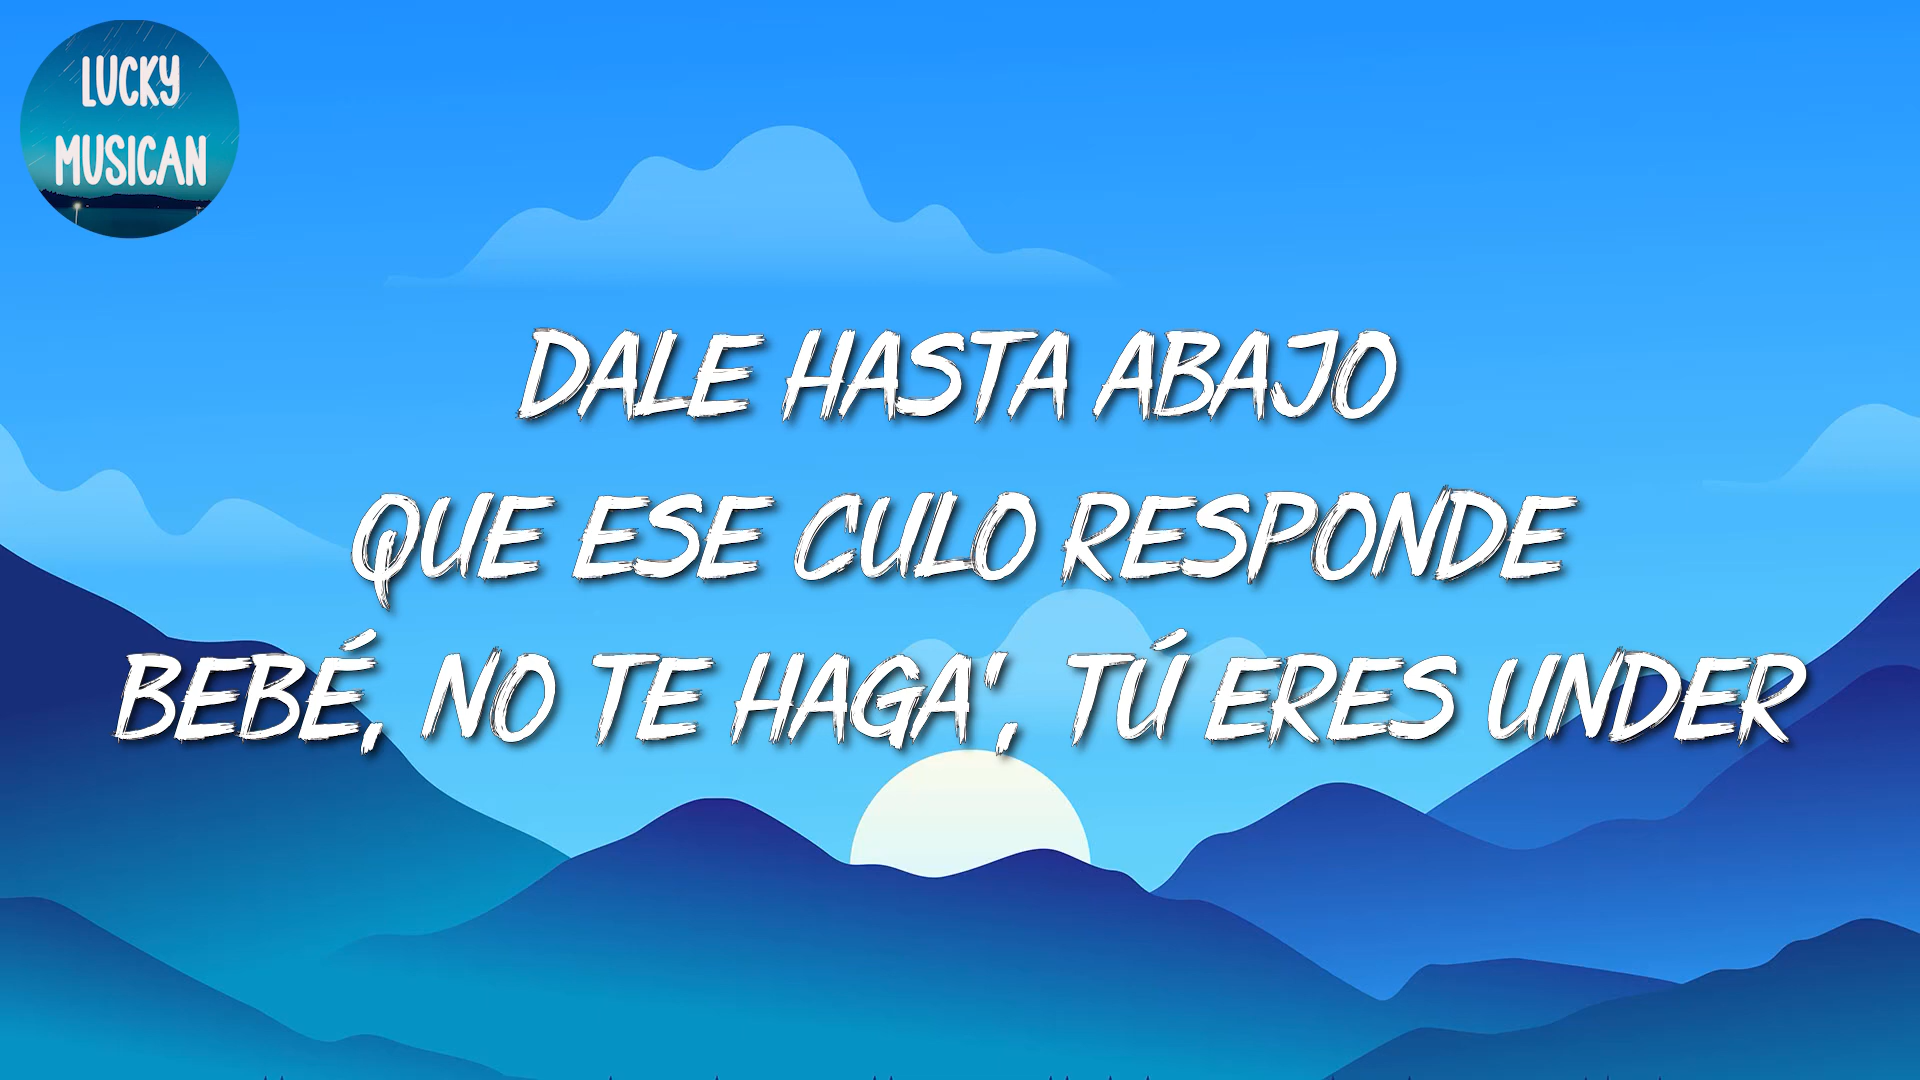 LUCKY
MUSICAN
DALE HASTA ABAJO
QUE ESE CULO RESPONDE
BEBÉ, NO TE HAGA', TÚ ERES UNDER